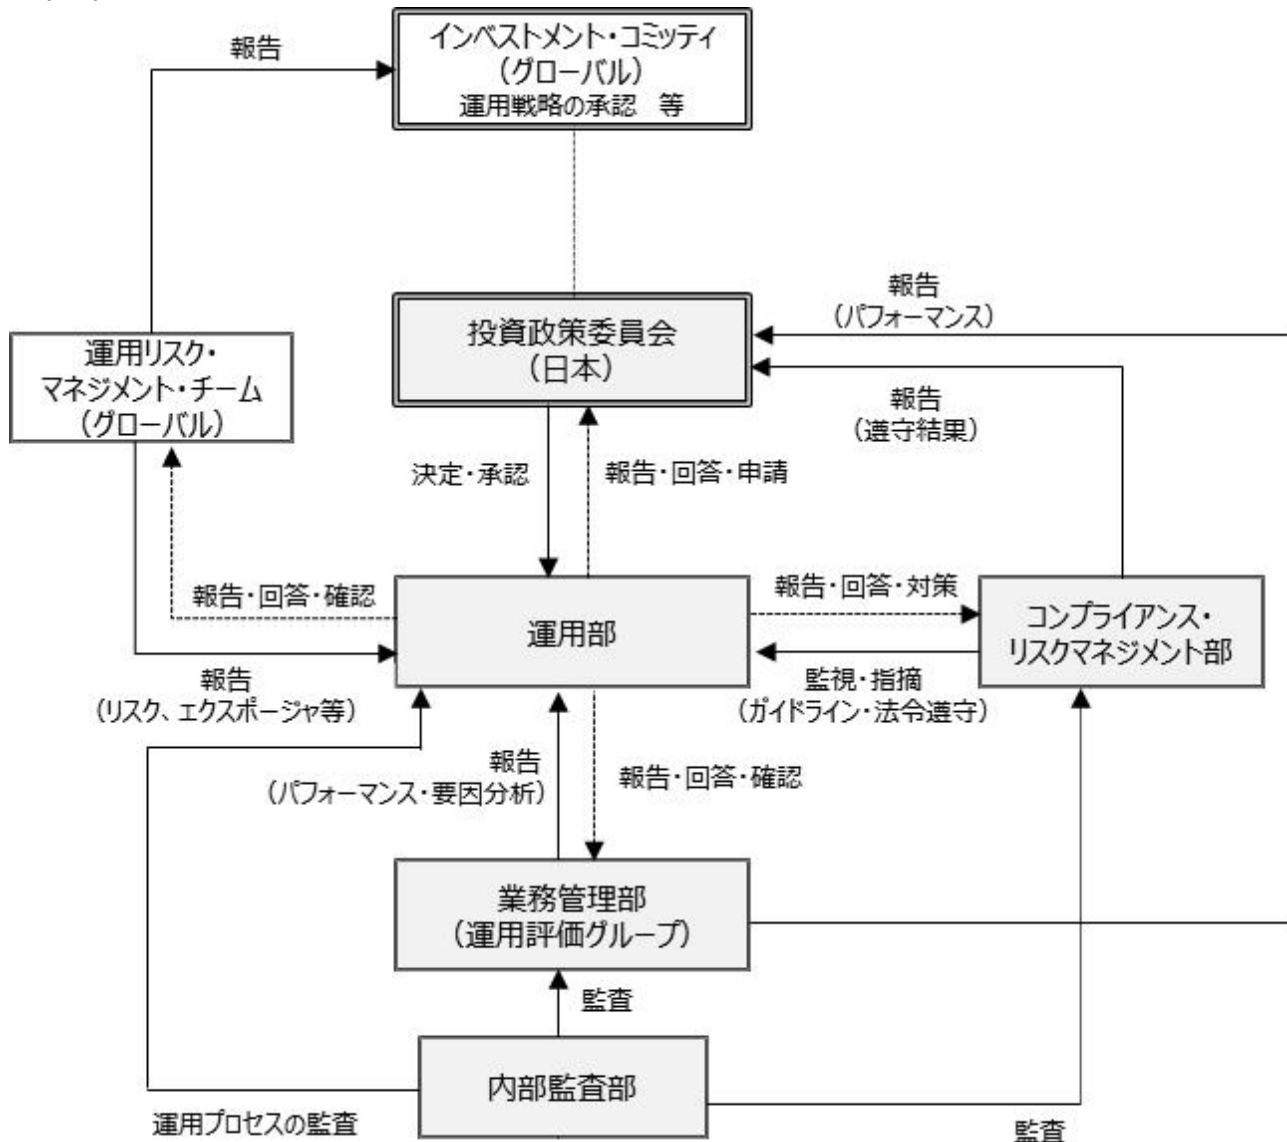 インベストメント・コミッティ
（グローバル）
運用戦略の承認　等
報告
報告
（パフォーマンス）
投資政策委員会
（日本）
運用リスク・
マネジメント・チーム
（グローバル）
報告
（遵守結果）
決定・承認
報告・回答・申請
報告・回答・確認
報告・回答・対策
運用部
コンプライアンス・
リスクマネジメント部
報告
（リスク、エクスポージャ等）
監視・指摘
（ガイドライン・法令遵守）
報告
（パフォーマンス・要因分析）
報告・回答・確認
業務管理部
（運用評価グループ）
監査
内部監査部
運用プロセスの監査
監査